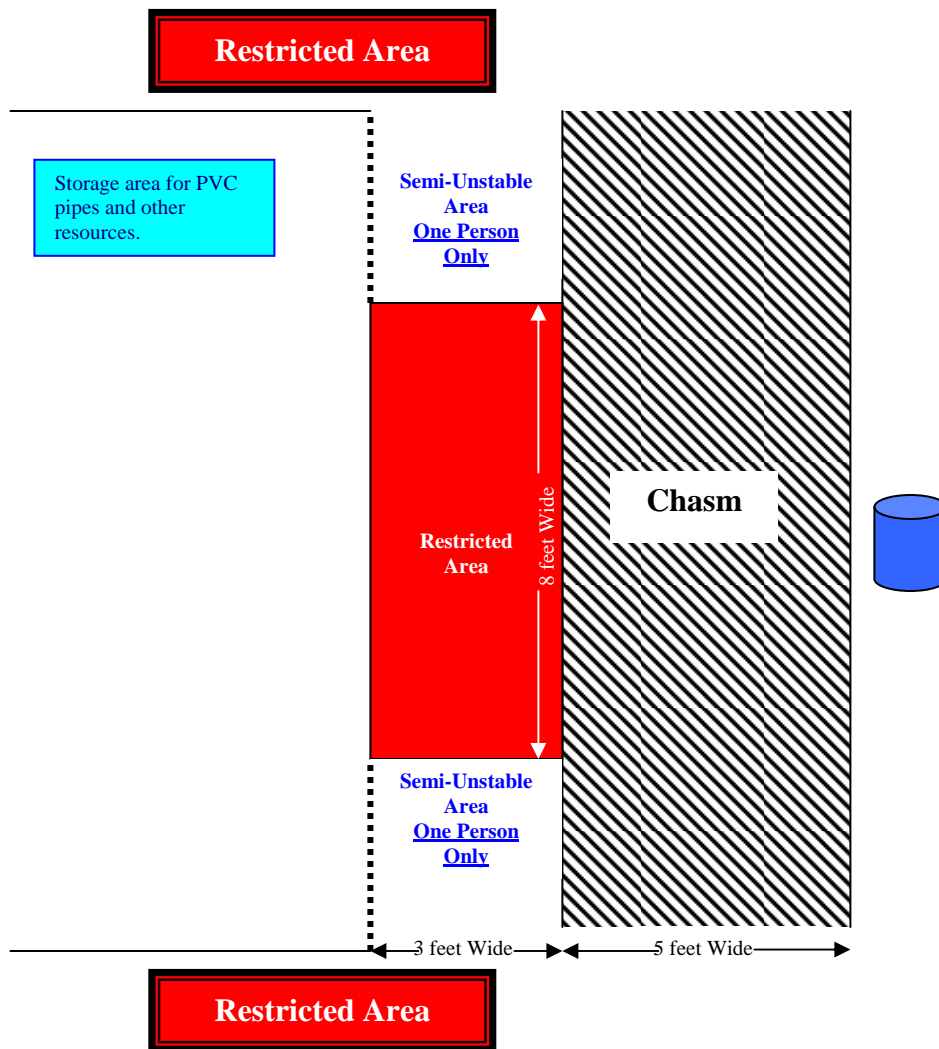 Restricted Area
Storage area for PVC
pipes and other
resources.
Semi-Unstable
Area
One Person
Only
Restricted
Area
8 feet Wide
Chasm
Semi-Unstable
Area
One Person
Only
3 feet Wide
5 feet Wide
Restricted Area